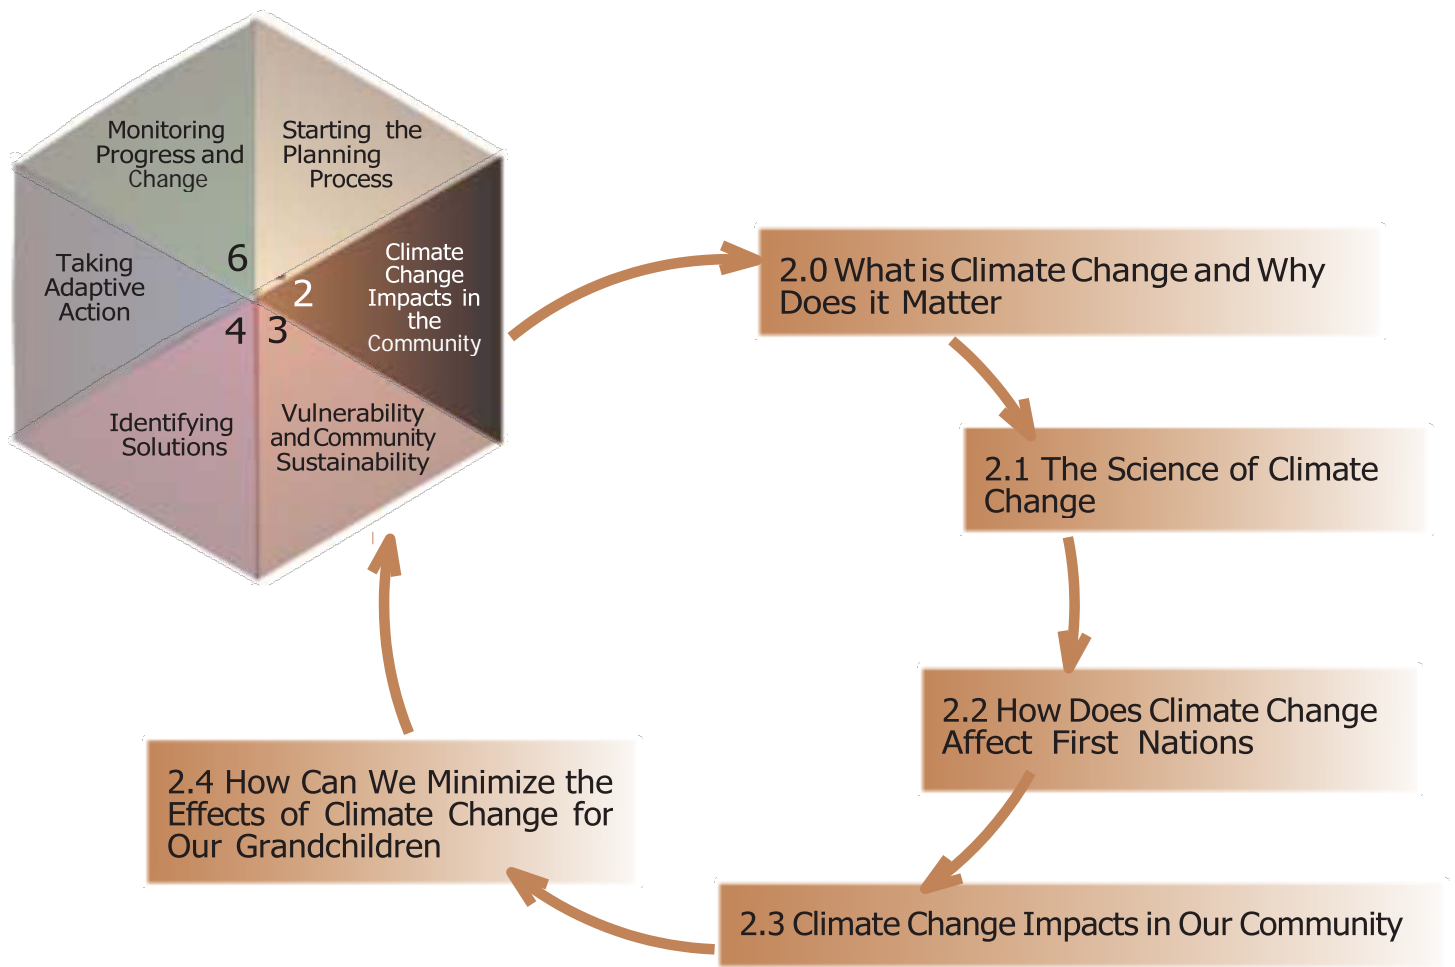 Monitoring
Progress and
Change
6
Starting the
Planning
Process
Climate
Change
Impacts in
the
Community
2
Taking
Adaptive
Action
4
3
Identifying
Solutions
Vulnerability
and Community
Sustainability
2.0 What is Climate Change and Why
Does it Matter
2.1 The Science of Climate
Change
2.2 How Does Climate Change
Affect First Nations
2.3 Climate Change Impacts in Our Community
2.4 How Can We Minimize the
Effects of Climate Change for
Our Grandchildren